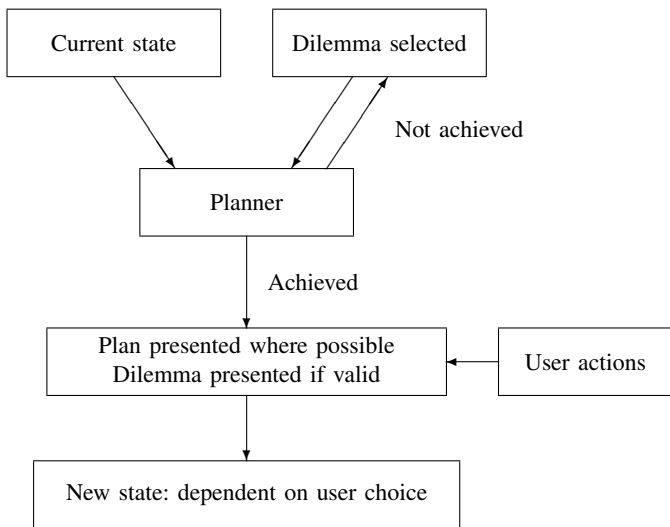 Current state
Dilemma selected
Not achieved
Planner
Achieved
Plan presented where possible
Dilemma presented if valid
User actions
New state: dependent on user choice